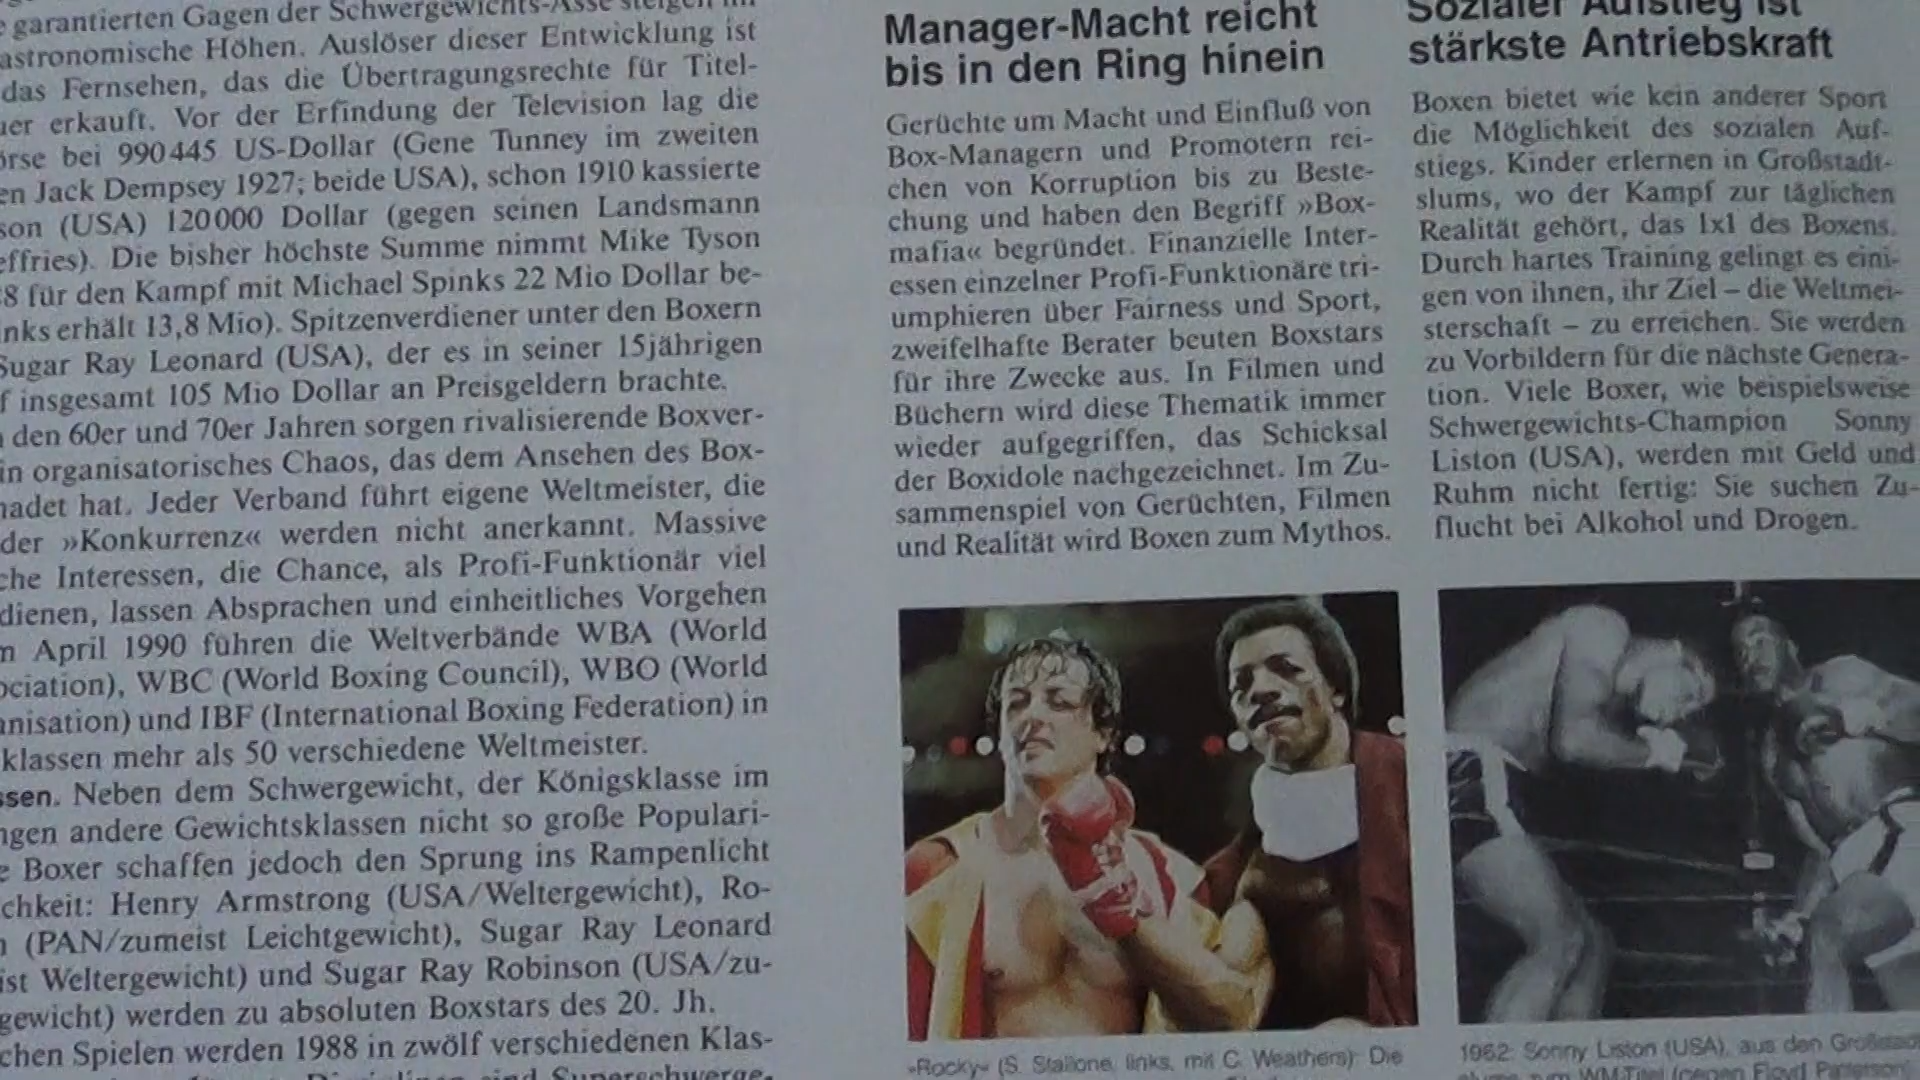 garantierten Gagen der Schwergewichts-Asse steigen in
astronomische Höhen. Auslöser dieser Entwicklung ist
das Fernsehen, das die Übertragungsrechte für Titel-
erkauft. Vor der Erfindung der Television lag die
bei 990445 US-Dollar (Gene Tunney im zweiten
Jack Dempsey 1927; beide USA), schon 1910 kassierte
son (USA) 120000 Dollar (gegen seinen Landsmann
effries). Die bisher höchste Summe nimmt Mike Tyson
8 für den Kampf mit Michael Spinks 22 Mio Dollar be-
inks erhält 13,8 Mio). Spitzenverdiener unter den Boxern
Sugar Ray Leonard (USA), der es in seiner 15jährigen
f insgesamt 105 Mio Dollar an Preisgeldern brachte.
den 60er und 70er Jahren sorgen rivalisierende Boxver-
in organisatorisches Chaos, das dem Ansehen des Box-
hadet hat. Jeder Verband führt eigene Weltmeister, die
der »Konkurrenz« werden nicht anerkannt. Massive
che Interessen, die Chance, als Profi-Funktionär viel
dienen, lassen Absprachen und einheitliches Vorgehen
m April 1990 führen die Weltverbände WBA (World
ociation), WBC (World Boxing Council), WBO (World
anisation) und IBF (International Boxing Federation) in
klassen mehr als 50 verschiedene Weltmeister.
ssen. Neben dem Schwergewicht, der Königsklasse im
ngen andere Gewichtsklassen nicht so große Populari-
e Boxer schaffen jedoch den Sprung ins Rampenlicht
chkeit: Henry Armstrong (USA/Weltergewicht), Ro-
(PAN/zumeist Leichtgewicht), Sugar Ray Leonard
ist Weltergewicht) und Sugar Ray Robinson (USA/zu-
gewicht) werden zu absoluten Boxstars des 20. Jh.
chen Spielen werden 1988 in zwölf verschiedenen Klas-
Manager-Macht reicht
bis in den Ring hinein
Gerüchte um Macht und Einfluß von
Box-Managern und Promotern rei-
chen von Korruption bis zu Beste-
chung und haben den Begriff »Box-
mafia« begründet. Finanzielle Inter-
essen einzelner Profi-Funktionäre tri-
umphieren über Fairness und Sport,
zweifelhafte Berater beuten Boxstars
für ihre Zwecke aus. In Filmen und
Büchern wird diese Thematik immer
wieder aufgegriffen, das Schicksal
der Boxidole nachgezeichnet. Im Zu-
sammenspiel von Gerüchten, Filmen
und Realität wird Boxen zum Mythos.
»Rocky« (S. Stallone, links, mit C. Weathers): Die
Sozialer Aufstieg ist
stärkste Antriebskraft
Boxen bietet wie kein anderer Sport
die Möglichkeit des sozialen Auf-
stiegs. Kinder erlernen in Großstadt-
slums, wo der Kampf zur täglichen
Realität gehört, das 1x1 des Boxens.
Durch hartes Training gelingt es eini-
gen von ihnen, ihr Ziel – die Weltmei-
sterschaft – zu erreichen. Sie werden
zu Vorbildern für die nächste Genera-
tion. Viele Boxer, wie beispielsweise
Schwergewichts-Champion Sonny
Liston (USA), werden mit Geld und
Ruhm nicht fertig: Sie suchen Zu-
flucht bei Alkohol und Drogen.
1962: Sonny Liston (USA), aus den Großstadt
zum WM-Titel (gegen Floyd Patterson)